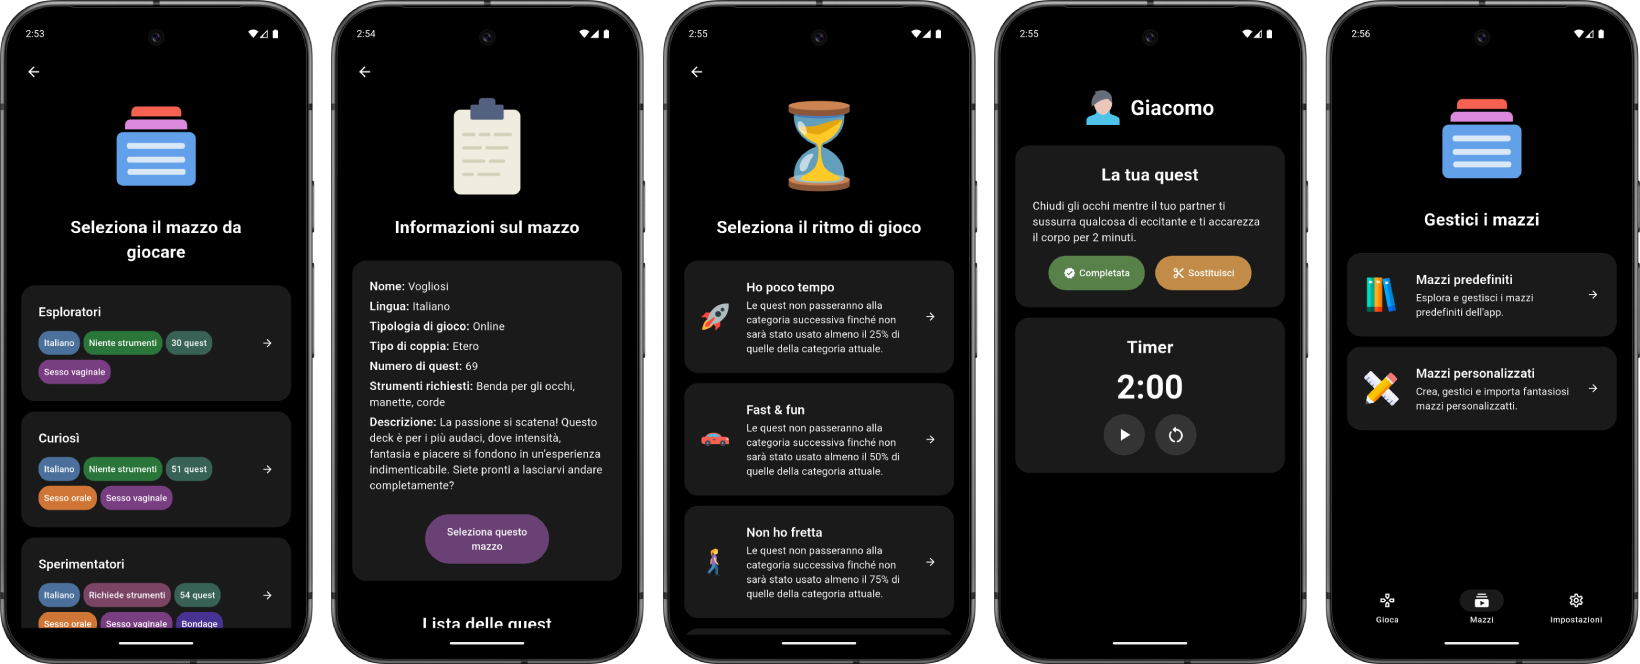 2:53
Seleziona il mazzo da
giocare
Esploratori
Italiano
Niente strumenti
30 quest
Sesso vaginale
Curiosi
Italiano
Niente strumenti
51 quest
Sesso orale
Sesso vaginale
Sperimentatori
Italiano
Richiede strumenti
54 quest
Sesso orale
Sesso vaginale
Bondage
2:54
Informazioni sul mazzo
Nome: Vogliosi
Lingua: Italiano
Tipologia di gioco: Online
Tipo di coppia: Etero
Numero di quest: 69
Strumenti richiesti: Benda per gli occhi,
manette, corde
Descrizione: La passione si scatena! Questo
deck è per i più audaci, dove intensità,
fantasia e piacere si fondono in un'esperienza
indimenticabile. Siete pronti a lasciarvi andare
completamente?
Seleziona questo
mazzo
Lista delle quest
2:55
Seleziona il ritmo di gioco
Ho poco tempo
Le quest non passeranno alla
categoria successiva finché non
sarà stato usato almeno il 25% di
quelle della categoria attuale.
Fast & fun
Le quest non passeranno alla
categoria successiva finché non
sarà stato usato almeno il 50% di
quelle della categoria attuale.
Non ho fretta
Le quest non passeranno alla
categoria successiva finché non
sarà stato usato almeno il 75% di
quelle della categoria attuale.
2:55
Giacomo
La tua quest
Chiudi gli occhi mentre il tuo partner ti
sussurra qualcosa di eccitante e ti accarezza
il corpo per 2 minuti.
Completata
Sostituisci
Timer
2:00
2:56
Gestici i mazzi
Mazzi predefiniti
Esplora e gestisci i mazzi
predefiniti dell'app.
Mazzi personalizzati
Crea, gestici e importa fantasiosi
mazzi personalizzatti.
Gioca
Mazzi
Impostazioni